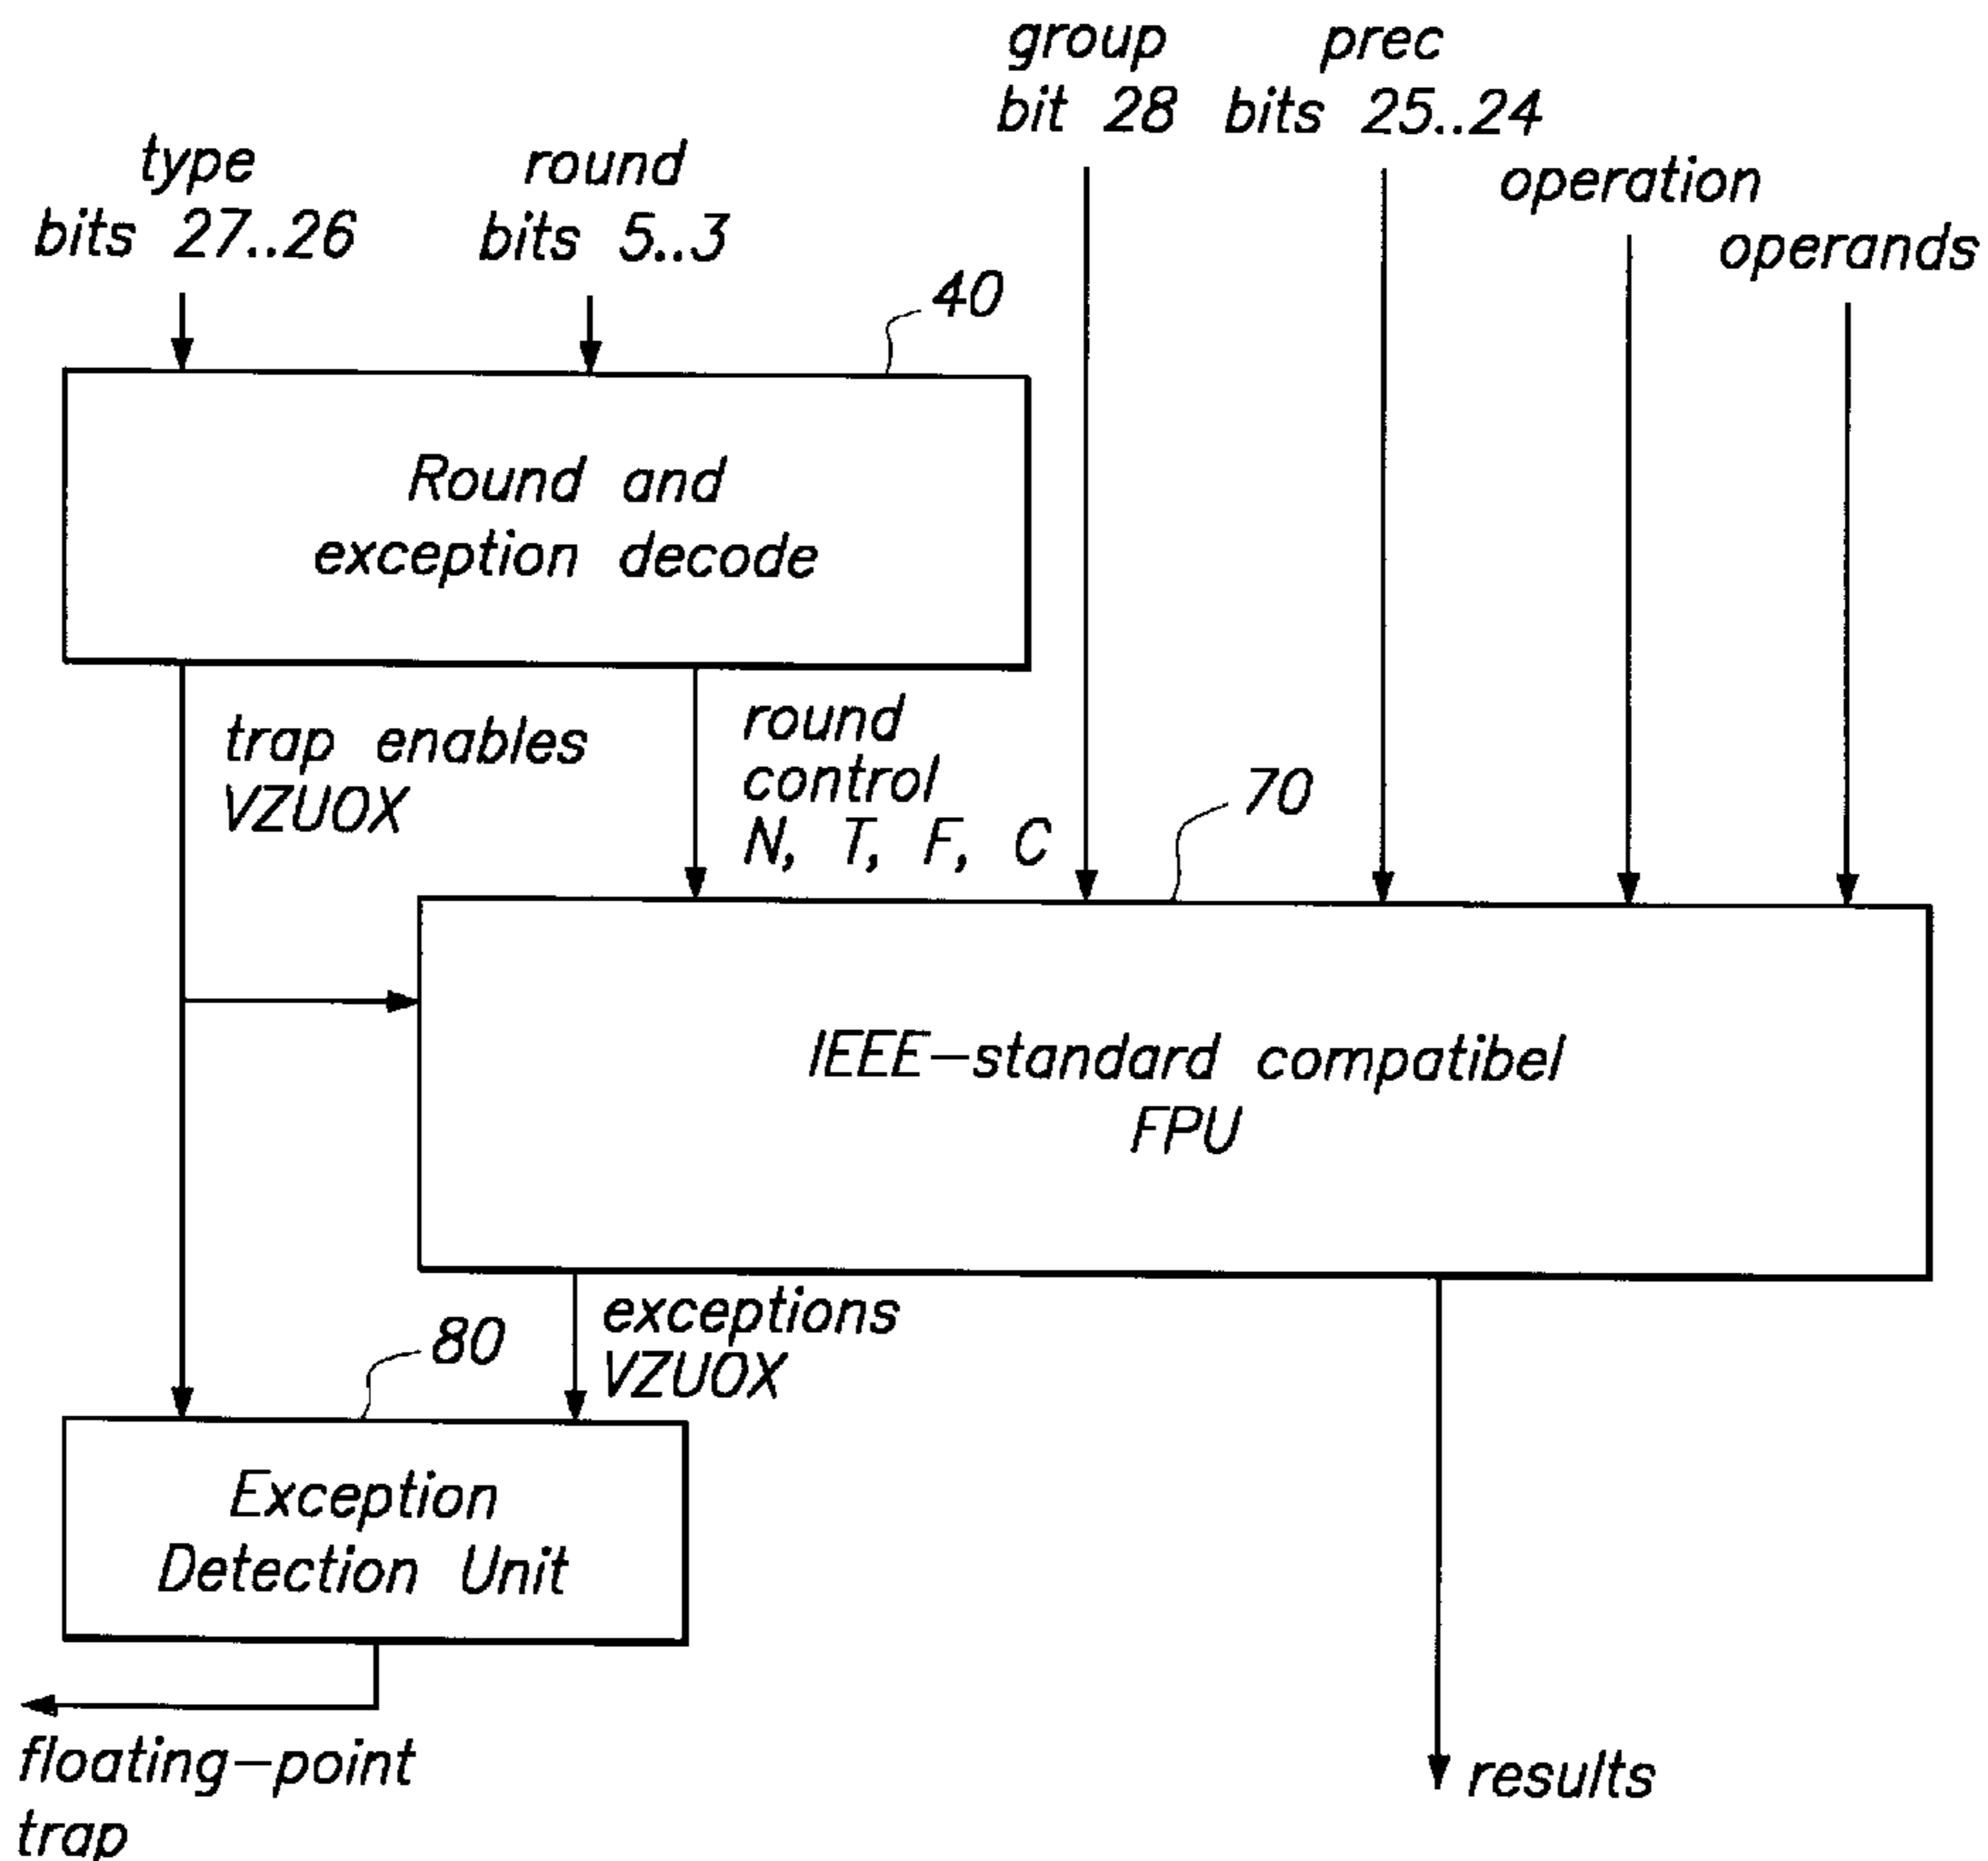 group
bit 28
prec
bits 25..24
type
bits 27..26
round
bits 5..3
operation
operands
40
Round and
exception decode
trap enables
VZUOX
round
control
N, T, F, C
70
IEEE-standard compatibel
FPU
exceptions
VZUOX
80
Exception
Detection Unit
floating-point
trap
results